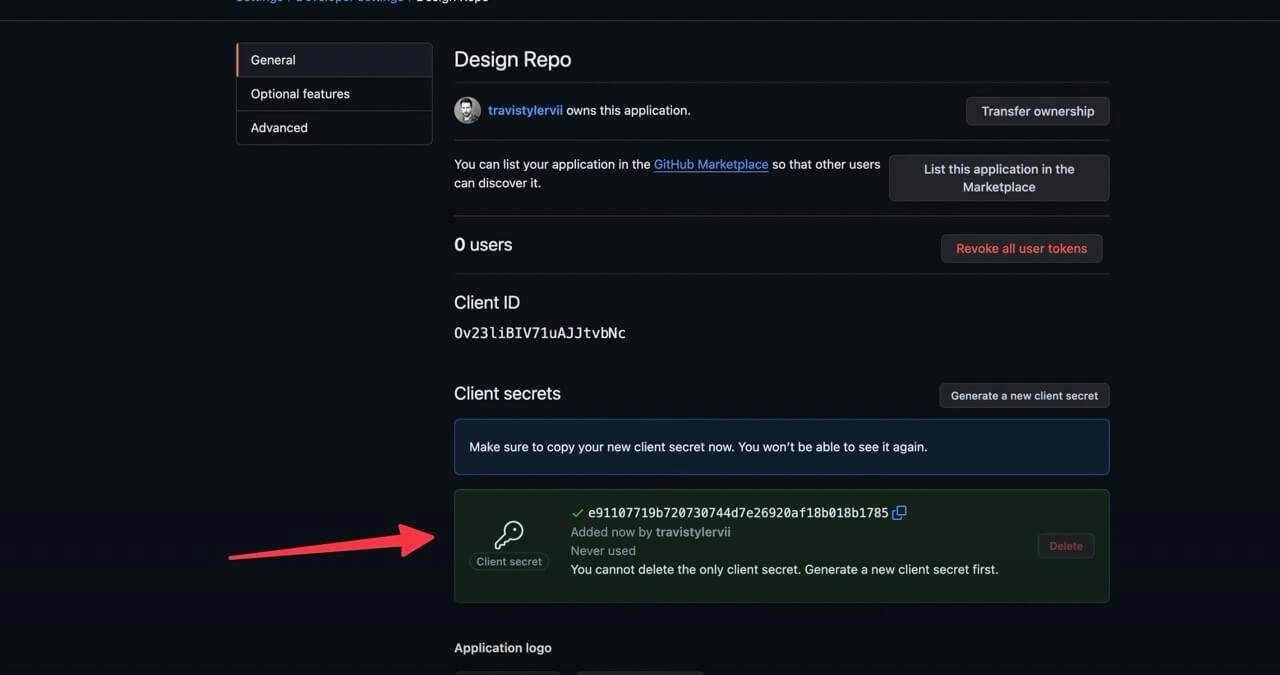 Settings / Developer settings / Design Repo
General
Optional features
Advanced
Design Repo
travistylervii owns this application.
Transfer ownership
You can list your application in the GitHub Marketplace so that other users
can discover it.
List this application in the
Marketplace
0 users
Revoke all user tokens
Client ID
Ov23liBIV71uAJJtvbNc
Client secrets
Generate a new client secret
Make sure to copy your new client secret now. You won't be able to see it again.
e91107719b720730744d7e26920af18b018b1785
Added now by travistylervii
Never used
You cannot delete the only client secret. Generate a new client secret first.
Client secret
Delete
Application logo